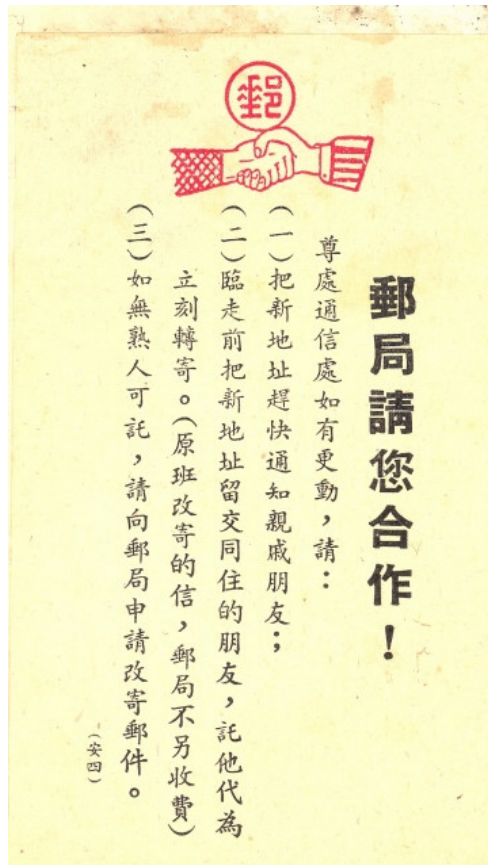 郵
郵局請您合作！
尊處通信處如有更動，請：
（一）把新地址趕快通知親戚朋友；
（二）臨走前把新地址留交同住的朋友，託他代為
立刻轉寄。（原班改寄的信，郵局不另收費）
（三）如無熟人可託，請向郵局申請改寄郵件。
（安四）